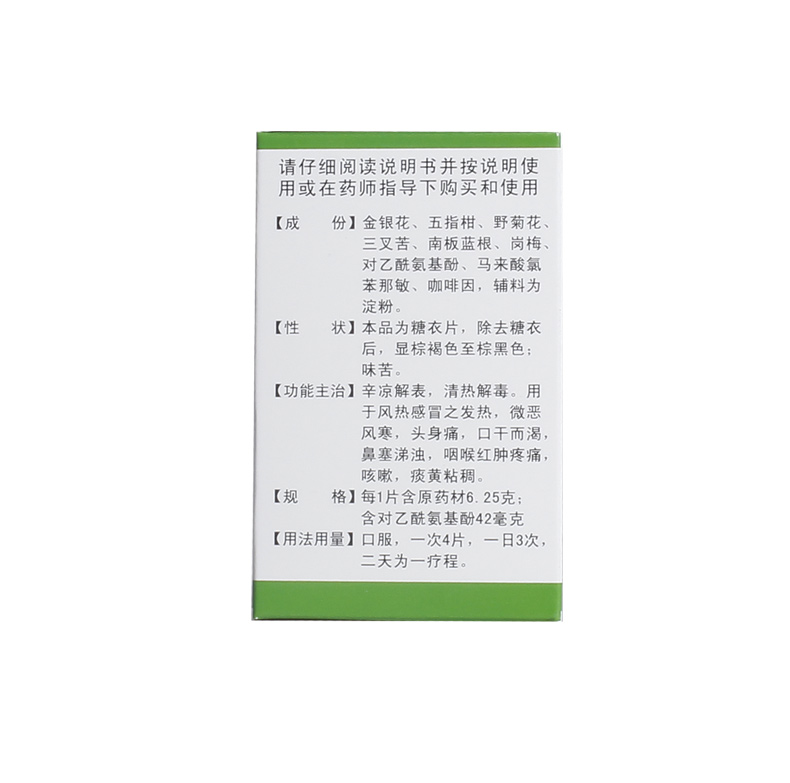 请仔细阅读说明书并按说明使
用或在药师指导下购买和使用
【成　份】金银花、五指柑、野菊花、
三叉苦、南板蓝根、岗梅、
对乙酰氨基酚、马来酸氯
苯那敏、咖啡因，辅料为
淀粉。
【性　状】本品为糖衣片，除去糖衣
后，显棕褐色至棕黑色；
味苦。
【功能主治】辛凉解表，清热解毒。用
于风热感冒之发热，微恶
风寒，头身痛，口干而渴，
鼻塞涕浊，咽喉红肿疼痛，
咳嗽，痰黄粘稠。
【规　格】每1片含原药材6.25克；
含对乙酰氨基酚42毫克
【用法用量】口服，一次4片，一日3次，
二天为一疗程。